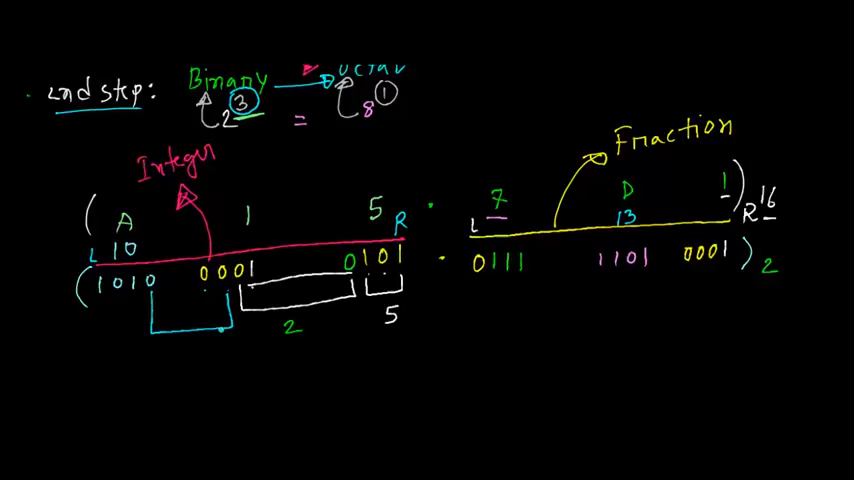 2nd step: Binary → Octal
2 3 = 8 1
Integer
Fraction
( A 1 5 . 7 D 1 ) 16
L 10 R L 13 R
( 1010 0001 0101 . 0111 1101 0001 ) 2
2 5